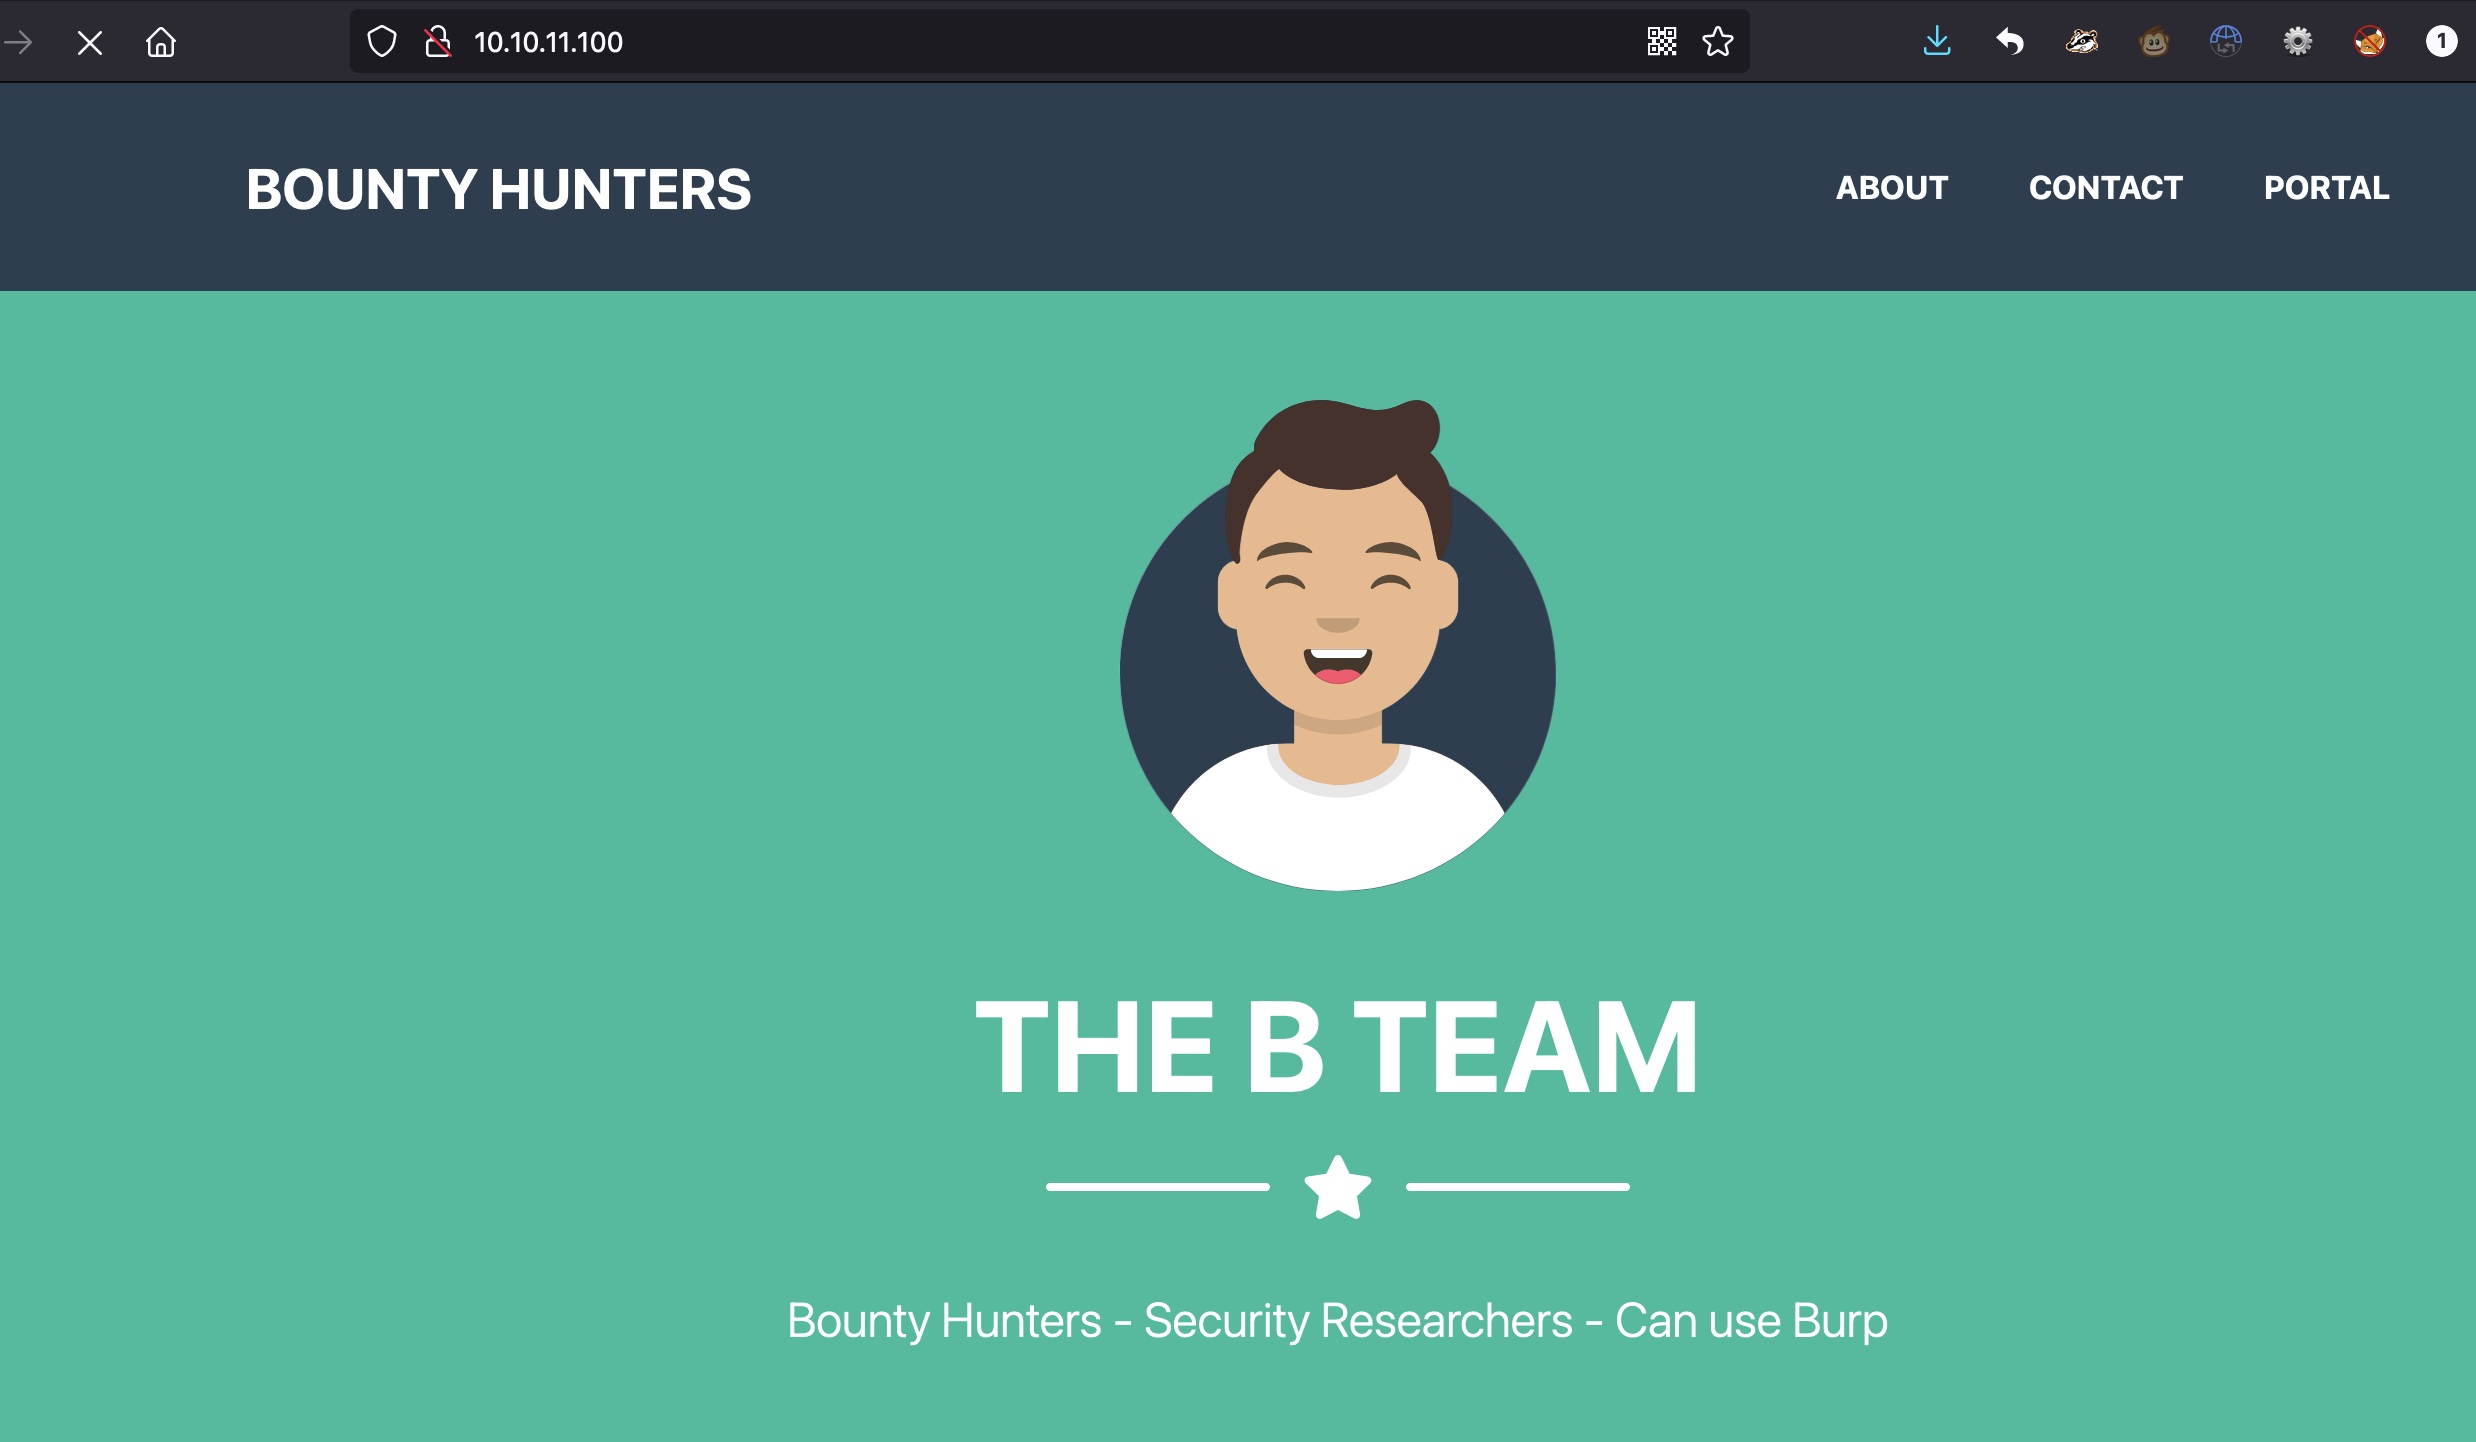 10.10.11.100
1
BOUNTY HUNTERS
ABOUT CONTACT PORTAL
THE B TEAM
Bounty Hunters - Security Researchers - Can use Burp